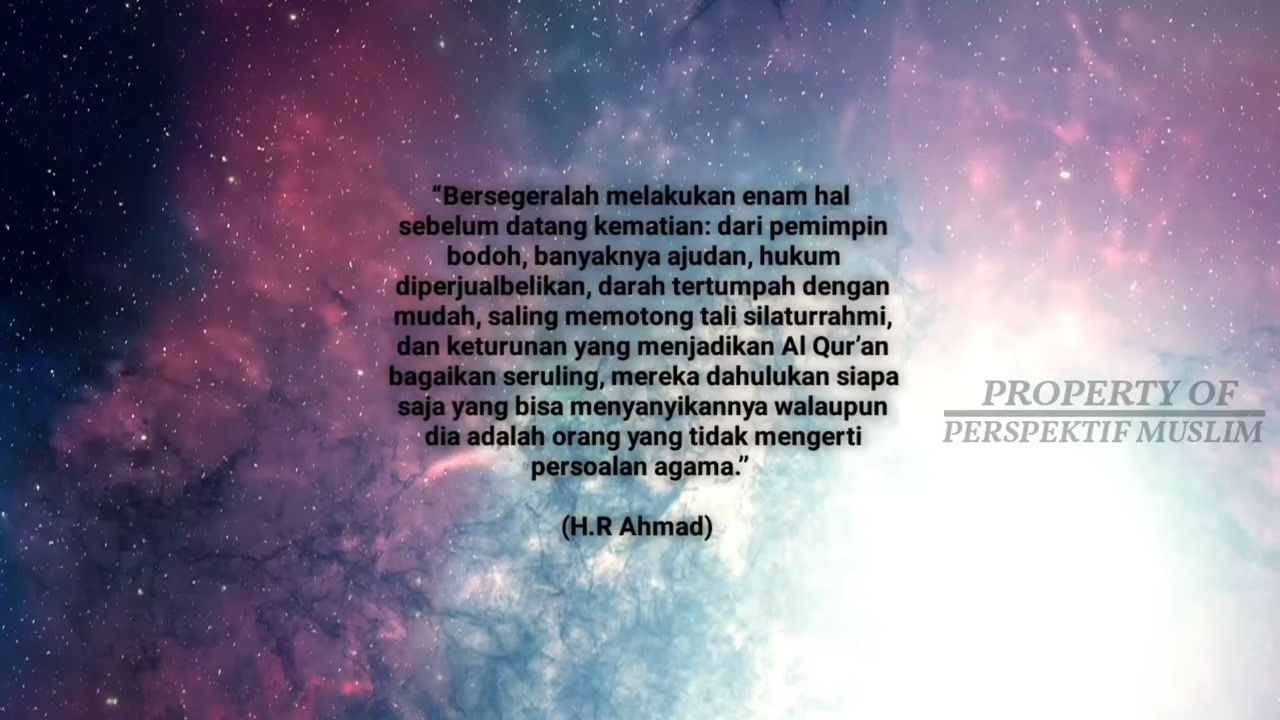 “Bersegeralah melakukan enam hal
sebelum datang kematian: dari pemimpin
bodoh, banyaknya ajudan, hukum
diperjualbelikan, darah tertumpah dengan
mudah, saling memotong tali silaturrahmi,
dan keturunan yang menjadikan Al Qur’an
bagaikan seruling, mereka dahulukan siapa
saja yang bisa menyanyikannya walaupun
dia adalah orang yang tidak mengerti
persoalan agama.”
(H.R Ahmad)
PROPERTY OF
PERSPEKTIF MUSLIM